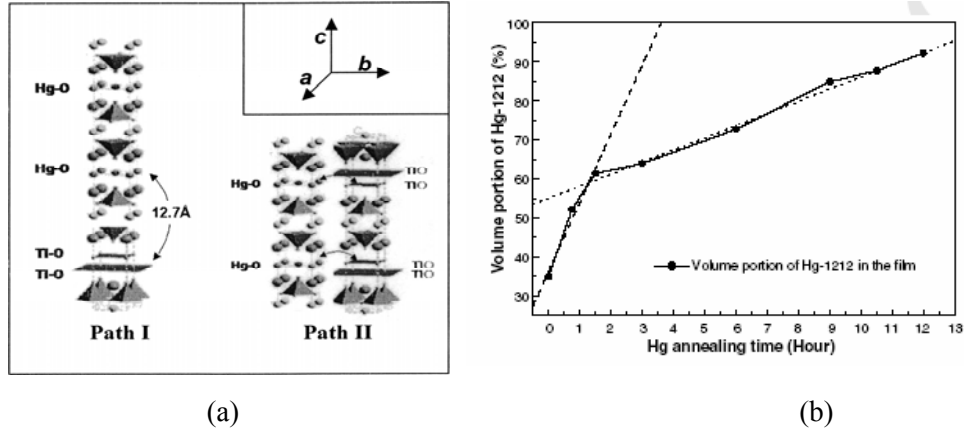 c
a b
Hg-O
Hg-O
12.7Å
Tl-O
Tl-O
Path I
Hg-O
TlO
TlO
Hg-O
TlO
TlO
Path II
Volume portion of Hg-1212 (%)
100
90
80
70
60
50
40
30
Volume portion of Hg-1212 in the film
0 1 2 3 4 5 6 7 8 9 10 11 12 13
Hg annealing time (Hour)
(a) (b)